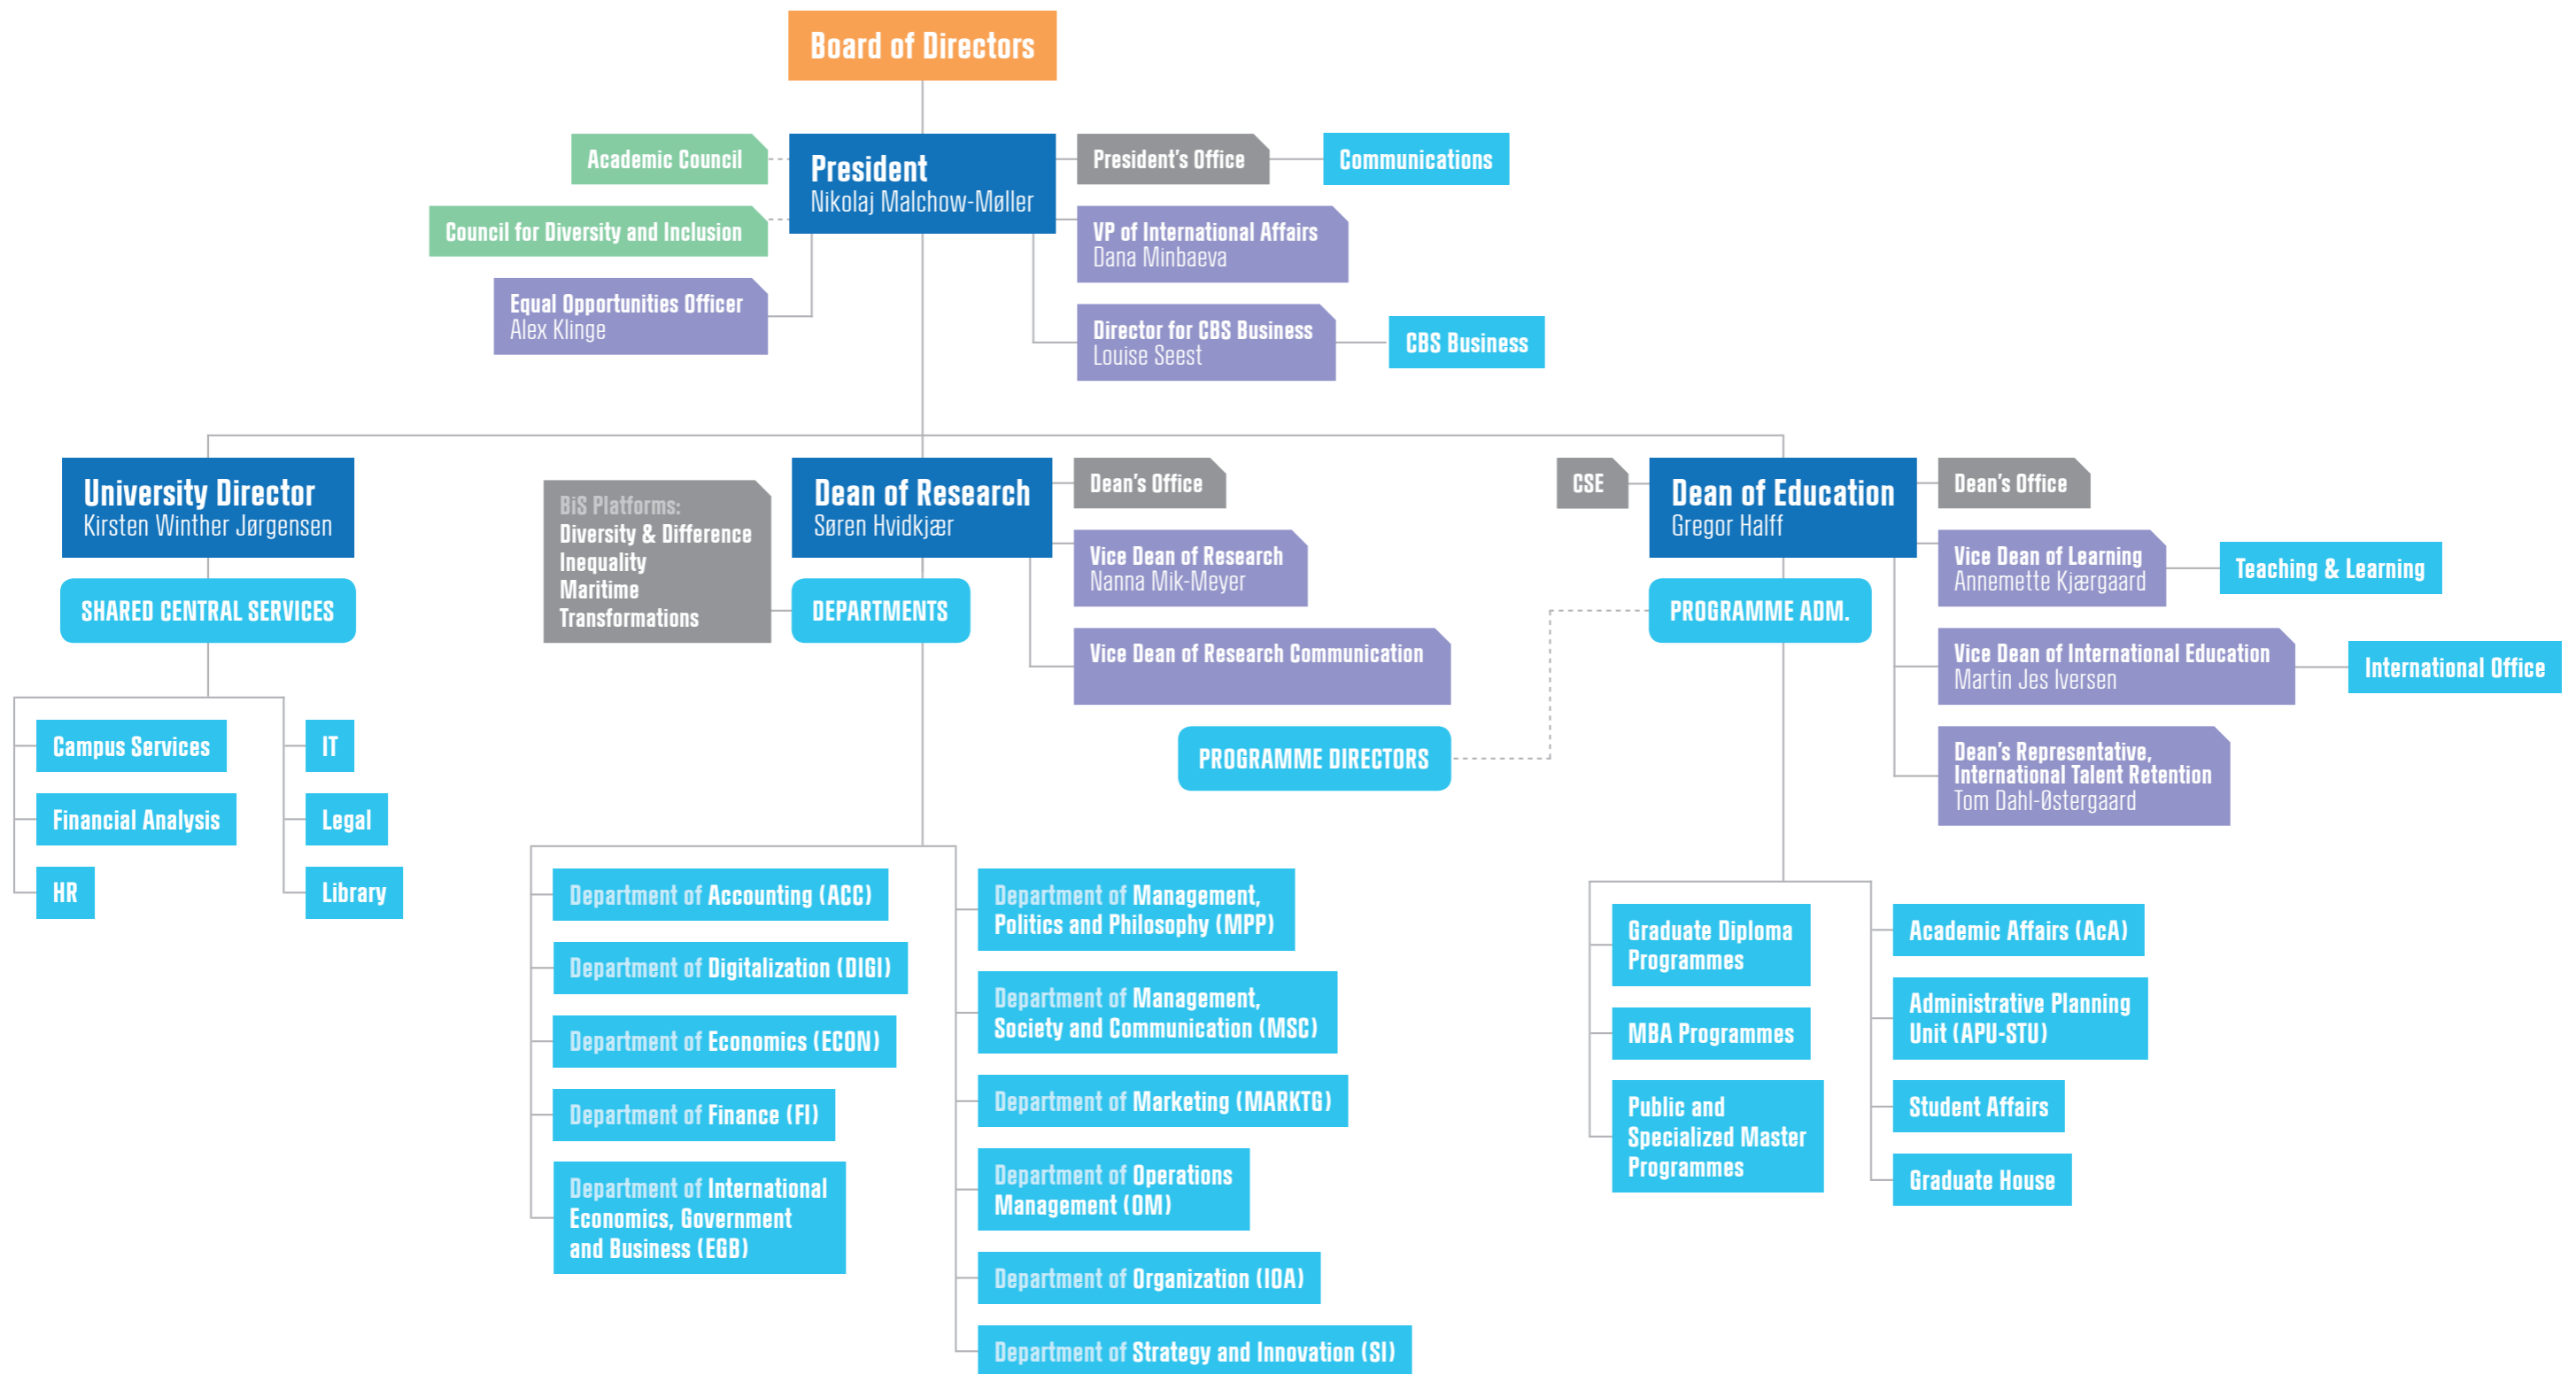 Board of Directors
Academic Council
President
Nikolaj Malchow-Møller
President’s Office
Communications
Council for Diversity and Inclusion
VP of International Affairs
Dana Minbaeva
Equal Opportunities Officer
Alex Klinge
Director for CBS Business
Louise Seest
CBS Business
University Director
Kirsten Winther Jørgensen
SHARED CENTRAL SERVICES
Campus Services
Financial Analysis
HR
IT
Legal
Library
BiS Platforms:
Diversity & Difference
Inequality
Maritime
Transformations
Dean of Research
Søren Hvidkjær
DEPARTMENTS
Dean’s Office
Vice Dean of Research
Nanna Mik-Meyer
Vice Dean of Research Communication
PROGRAMME DIRECTORS
Department of Accounting (ACC)
Department of Digitalization (DIGI)
Department of Economics (ECON)
Department of Finance (FI)
Department of International
Economics, Government
and Business (EGB)
Department of Management,
Politics and Philosophy (MPP)
Department of Management,
Society and Communication (MSC)
Department of Marketing (MARKTG)
Department of Operations
Management (OM)
Department of Organization (IOA)
Department of Strategy and Innovation (SI)
CSE
Dean of Education
Gregor Halff
PROGRAMME ADM.
Dean’s Office
Vice Dean of Learning
Annemette Kjærgaard
Teaching & Learning
Vice Dean of International Education
Martin Jes Iversen
International Office
Dean’s Representative,
International Talent Retention
Tom Dahl-Østergaard
Graduate Diploma
Programmes
MBA Programmes
Public and
Specialized Master
Programmes
Academic Affairs (AcA)
Administrative Planning
Unit (APU-STU)
Student Affairs
Graduate House